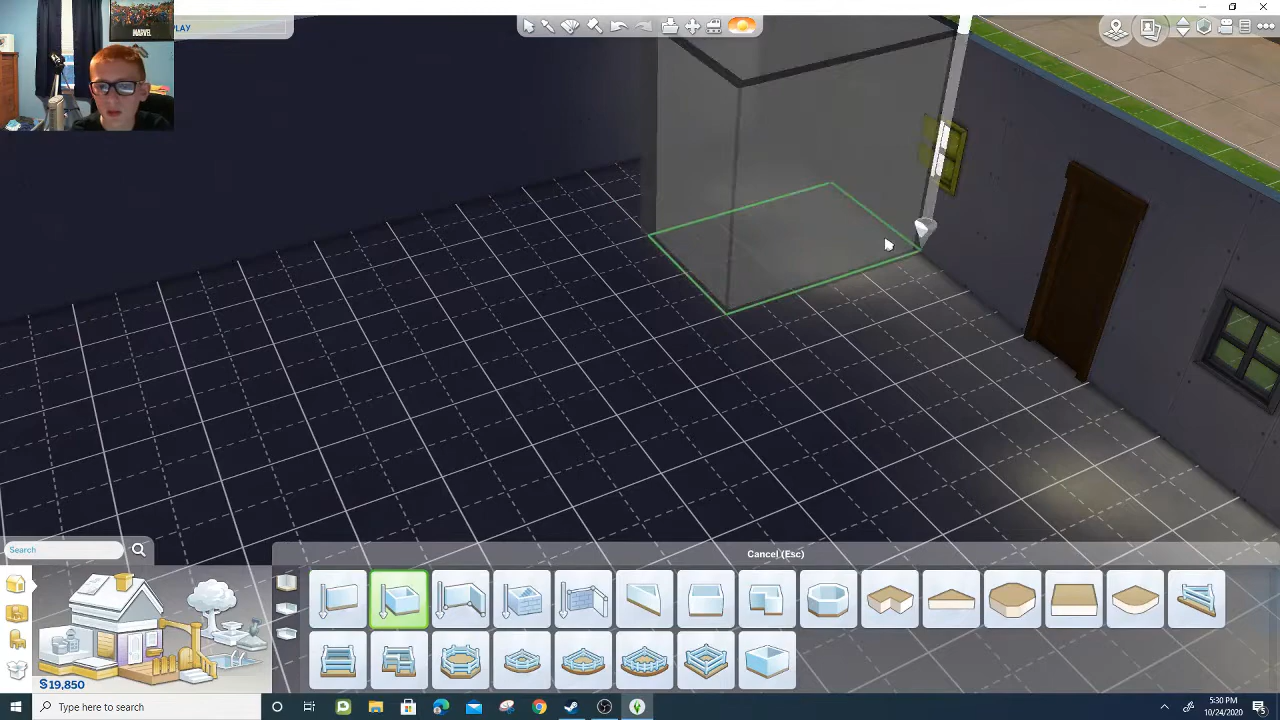 PLAY
MARVEL
Cancel (Esc)
Search
§19,850
Type here to search
5:30 PM
10/24/2020